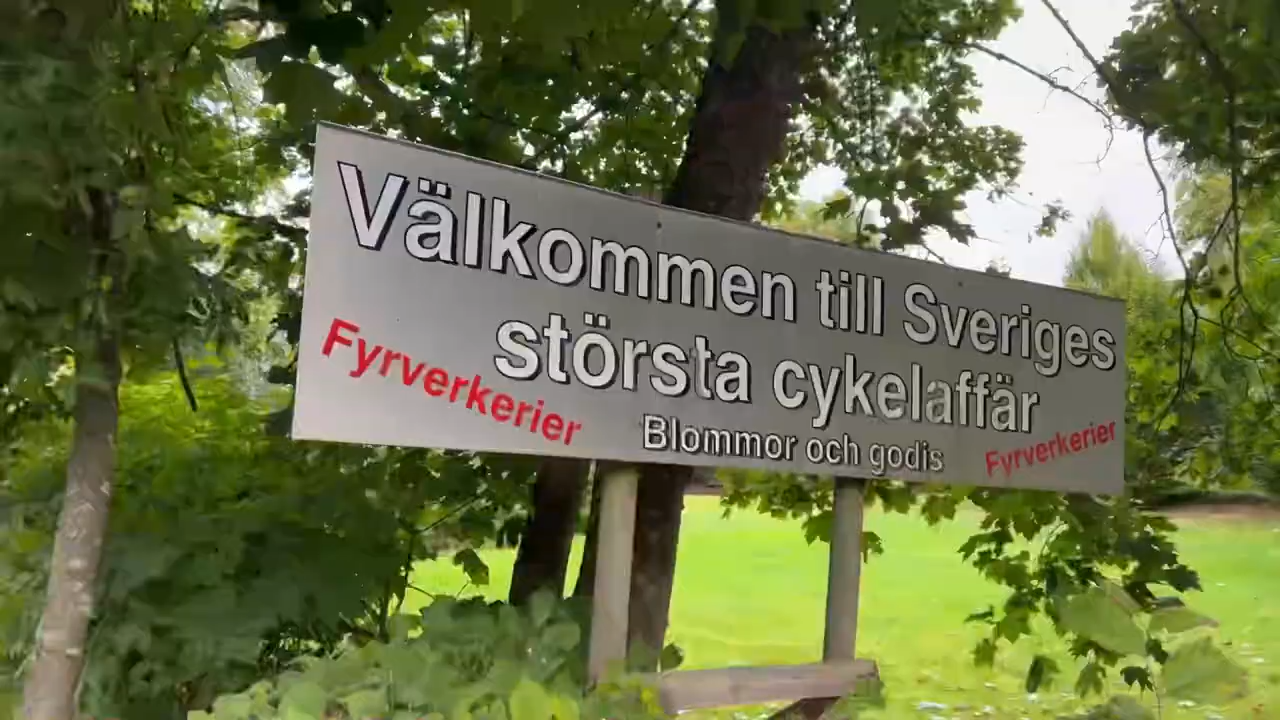 Välkommen till Sveriges
största cykelaffär
Fyrverkerier
Blommor och godis
Fyrverkerier